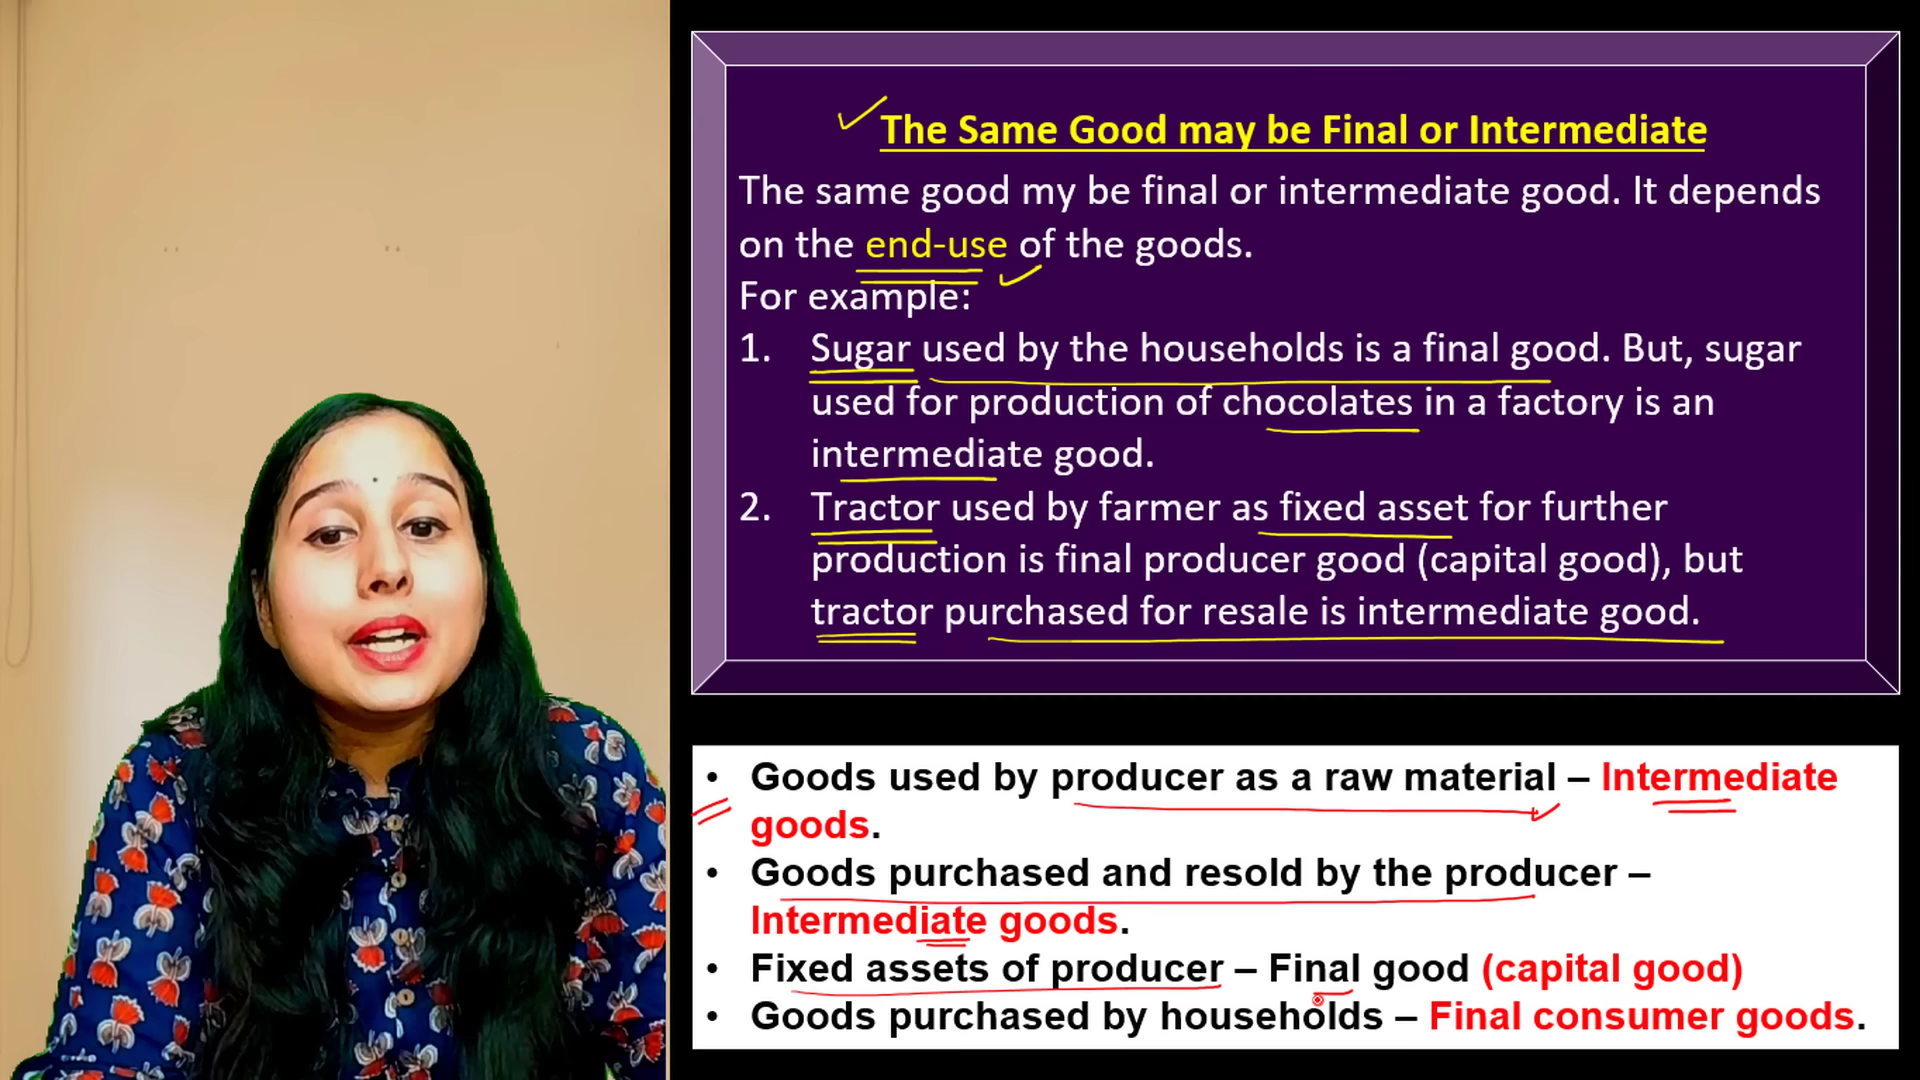 The Same Good may be Final or Intermediate
The same good my be final or intermediate good. It depends
on the end-use of the goods.
For example:
1. Sugar used by the households is a final good. But, sugar
used for production of chocolates in a factory is an
intermediate good.
2. Tractor used by farmer as fixed asset for further
production is final producer good (capital good), but
tractor purchased for resale is intermediate good.
• Goods used by producer as a raw material – Intermediate
goods.
• Goods purchased and resold by the producer –
Intermediate goods.
• Fixed assets of producer – Final good (capital good)
• Goods purchased by households – Final consumer goods.